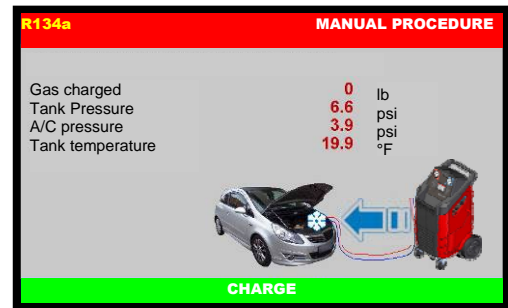 R134a MANUAL PROCEDURE
Gas charged 0 lb
Tank Pressure 6.6 psi
A/C pressure 3.9 psi
Tank temperature 19.9 °F
CHARGE